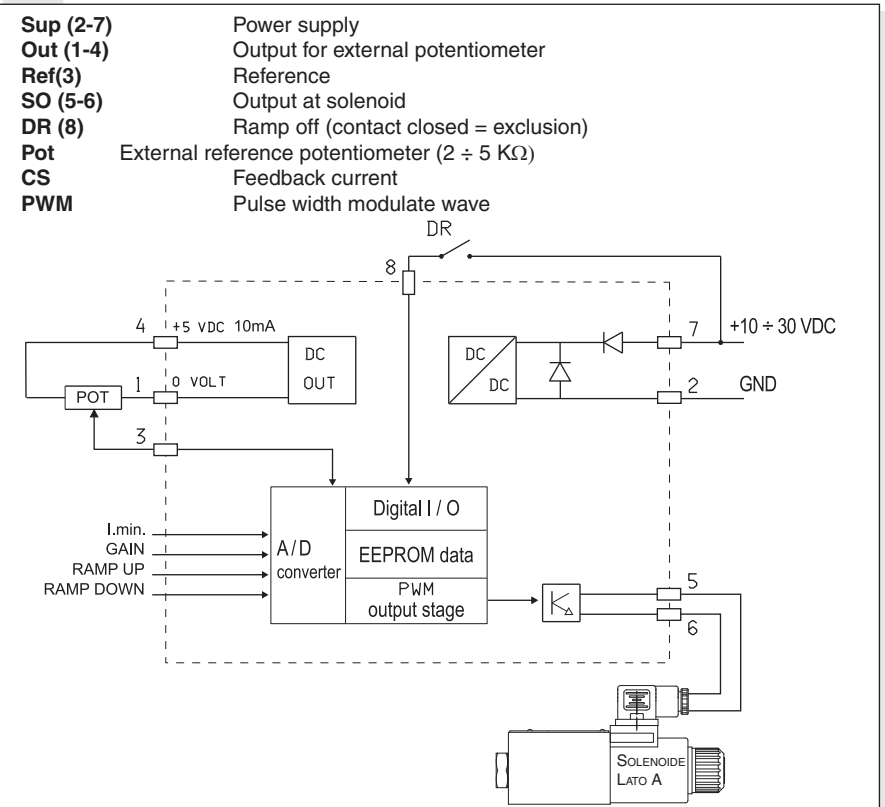 Sup (2-7) Power supply
Out (1-4) Output for external potentiometer
Ref(3) Reference
SO (5-6) Output at solenoid
DR (8) Ramp off (contact closed = exclusion)
Pot External reference potentiometer (2 ÷ 5 KΩ)
CS Feedback current
PWM Pulse width modulate wave
DR
8
4 +5 VDC 10mA
DC
OUT
DC
DC
7 +10 ÷ 30 VDC
POT 1 0 VOLT
2 GND
3
I.min.
GAIN
RAMP UP
RAMP DOWN
A/D
converter
Digital I / O
EEPROM data
PWM
output stage
5
6
SOLENOIDE
LATO A